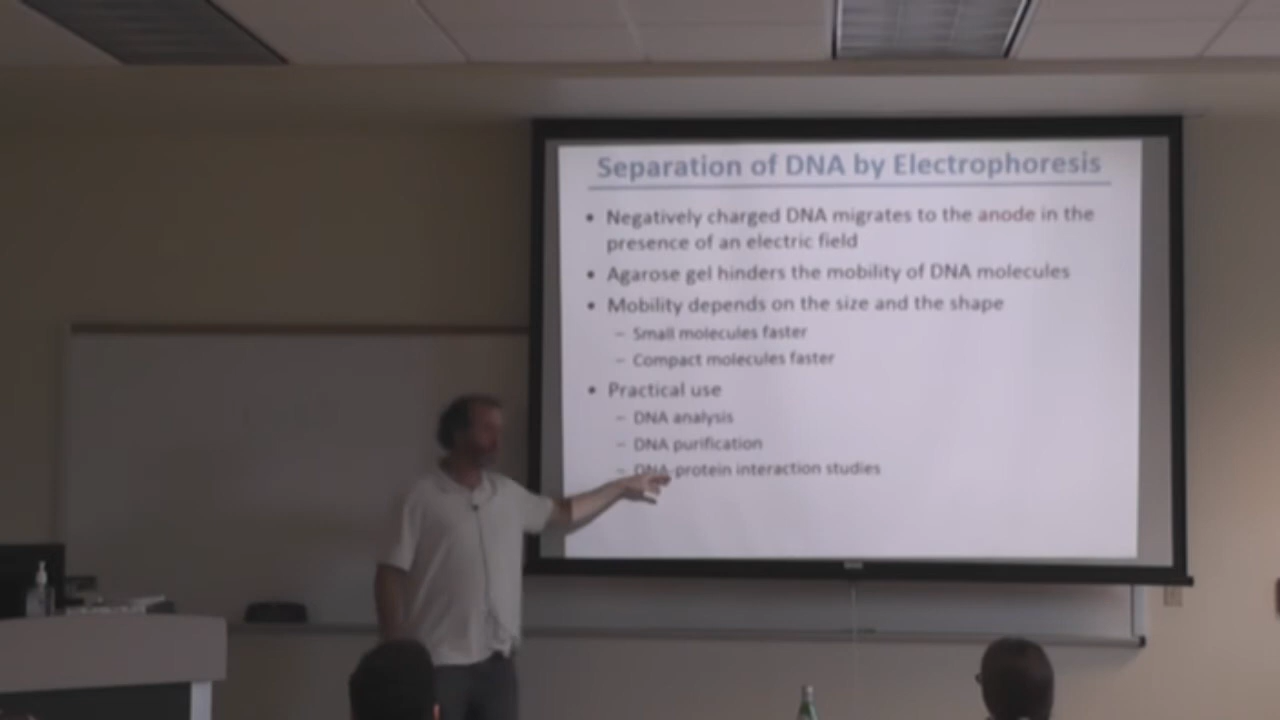 Separation of DNA by Electrophoresis
• Negatively charged DNA migrates to the anode in the
presence of an electric field
• Agarose gel hinders the mobility of DNA molecules
• Mobility depends on the size and the shape
– Small molecules faster
– Compact molecules faster
• Practical use
– DNA analysis
– DNA purification
– DNA-protein interaction studies